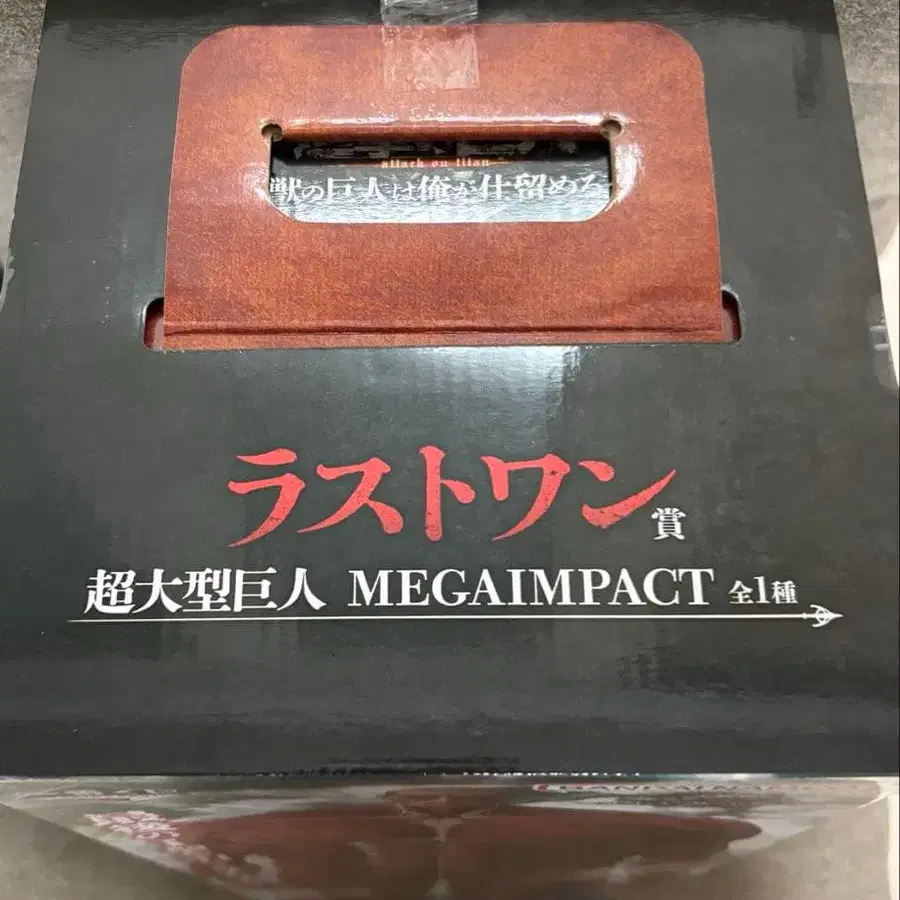 attack on titan
獣の巨人は俺が仕留める
ラストワン賞
超大型巨人 MEGAIMPACT 全1種